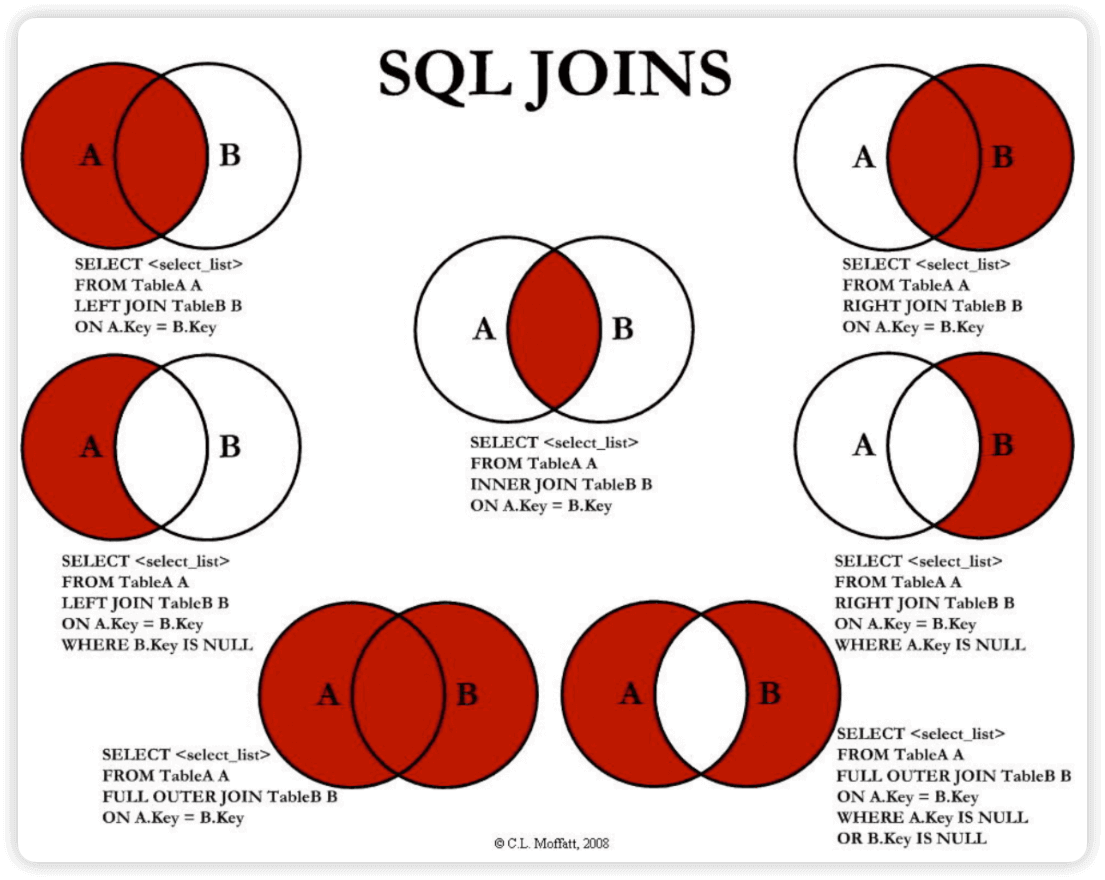 SQL JOINS
A B
SELECT <select_list>
FROM TableA A
LEFT JOIN TableB B
ON A.Key = B.Key
A B
SELECT <select_list>
FROM TableA A
RIGHT JOIN TableB B
ON A.Key = B.Key
A B
SELECT <select_list>
FROM TableA A
INNER JOIN TableB B
ON A.Key = B.Key
A B
SELECT <select_list>
FROM TableA A
LEFT JOIN TableB B
ON A.Key = B.Key
WHERE B.Key IS NULL
A B
SELECT <select_list>
FROM TableA A
RIGHT JOIN TableB B
ON A.Key = B.Key
WHERE A.Key IS NULL
A B
SELECT <select_list>
FROM TableA A
FULL OUTER JOIN TableB B
ON A.Key = B.Key
A B
SELECT <select_list>
FROM TableA A
FULL OUTER JOIN TableB B
ON A.Key = B.Key
WHERE A.Key IS NULL
OR B.Key IS NULL
© C.L. Moffatt, 2008